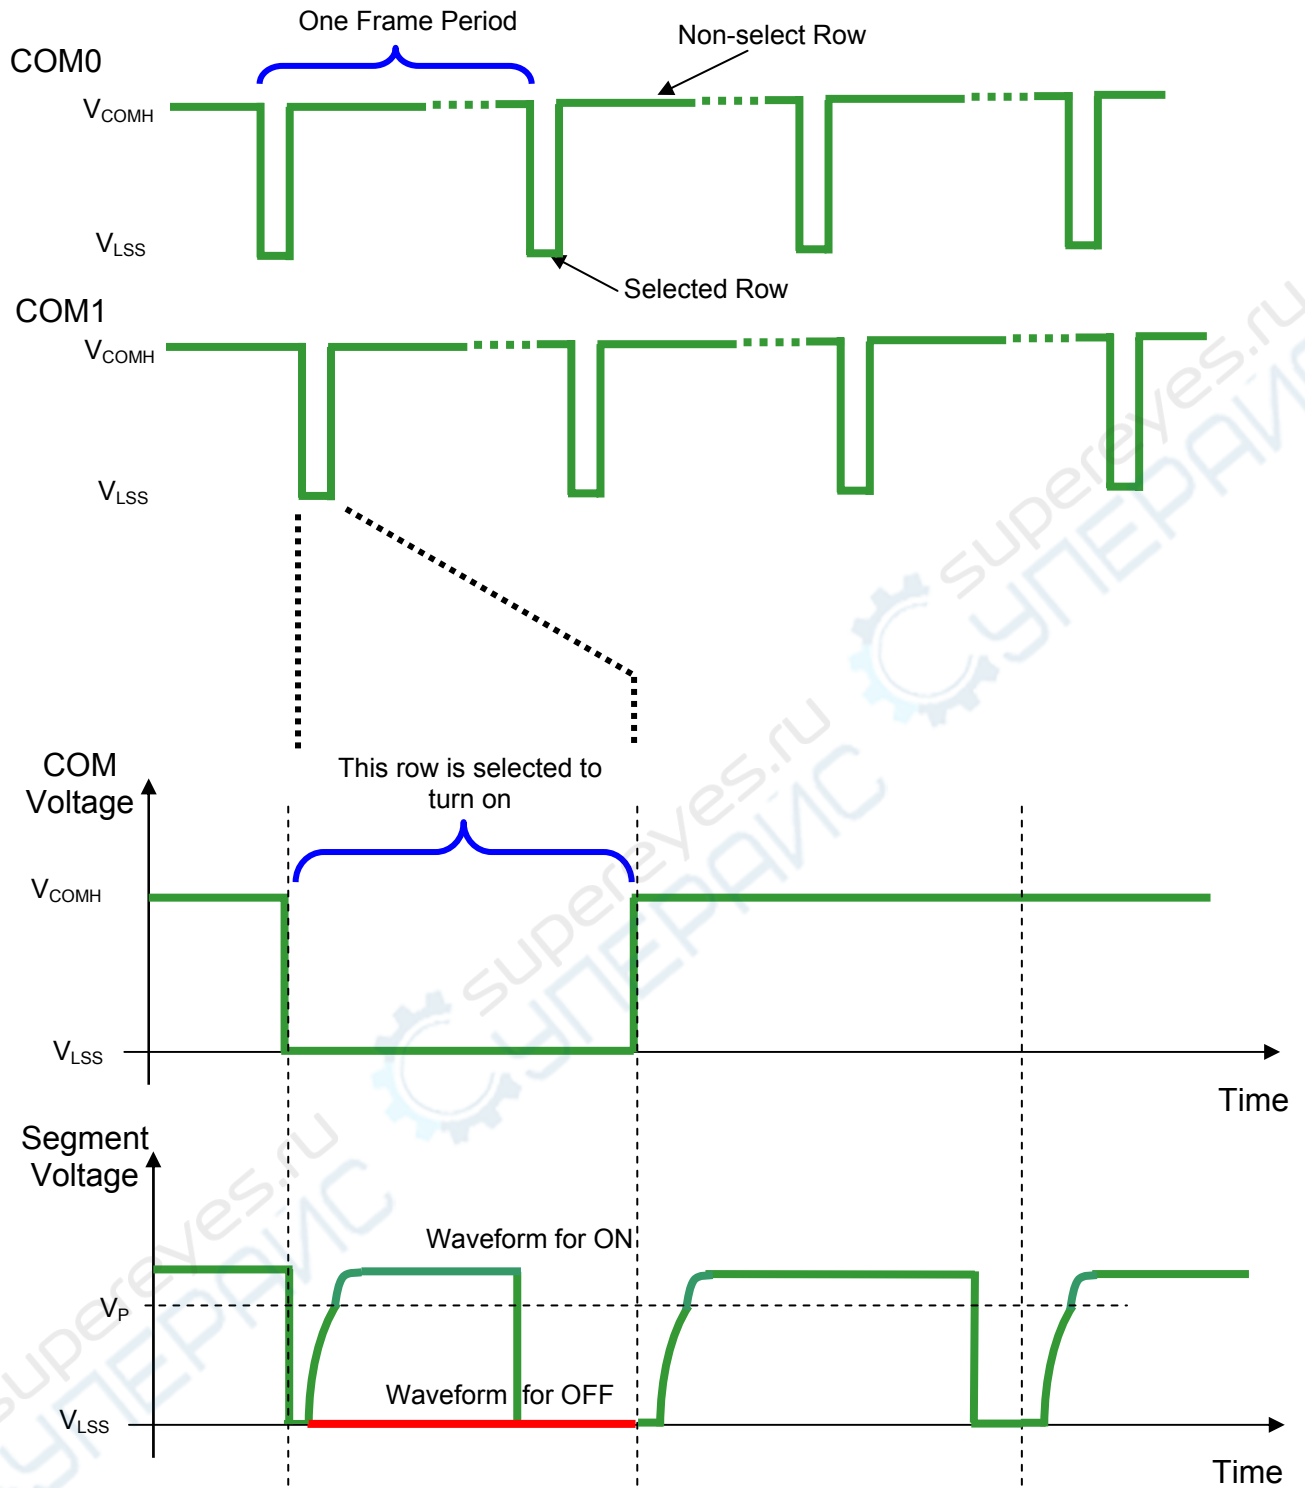 One Frame Period
Non-select Row
COM0
VCOMH
VLSS
Selected Row
COM1
VCOMH
VLSS
supereyes.ru
СУПЕРАЙС
COM
Voltage
This row is selected to
turn on
VCOMH
supereyes.ru
СУПЕРАЙС
VLSS
Time
Segment
Voltage
Waveform for ON
VP
Waveform for OFF
supereyes.ru
СУПЕРАЙС
VLSS
Time